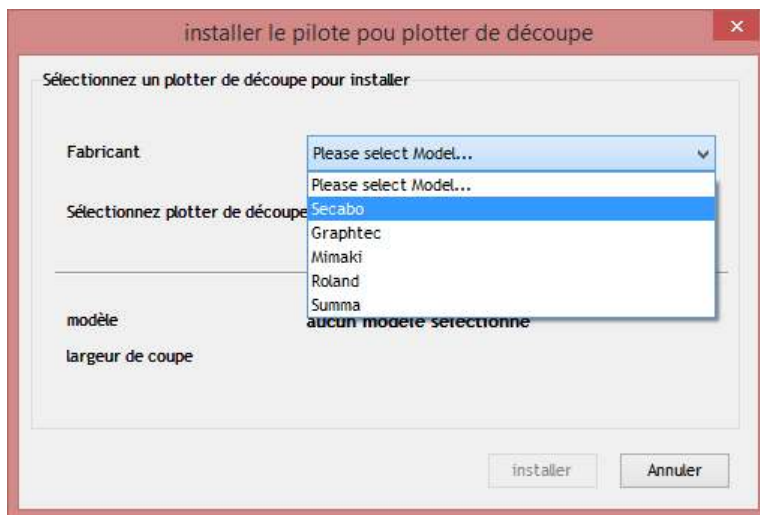 installer le pilote pou plotter de découpe
Sélectionnez un plotter de découpe pour installer
Fabricant
Please select Model...
Please select Model...
Sélectionnez plotter de découpe
Secabo
Graphtec
Mimaki
Roland
Summa
modèle
aucun modèle sélectionné
largeur de coupe
installer
Annuler